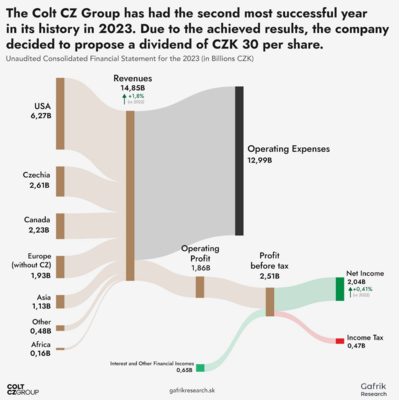 The Colt CZ Group has had the second most successful year
in its history in 2023. Due to the achieved results, the company
decided to propose a dividend of CZK 30 per share.
Unaudited Consolidated Financial Statement for the 2023 (in Billions CZK)
Revenues
14,85B
+1,8%
(vs 2022)
USA
6,27B
Operating Expenses
12,99B
Czechia
2,61B
Canada
2,23B
Europe
(without CZ)
1,93B
Operating
Profit
1,86B
Profit
before tax
2,51B
Net Income
2,04B
+0,41%
(vs 2022)
Asia
1,13B
Other
0,48B
Africa
0,16B
Income Tax
0,47B
Interest and Other Financial Incomes
0,65B
COLT
CZGROUP
gafrikresearch.sk
Gafrik
Research